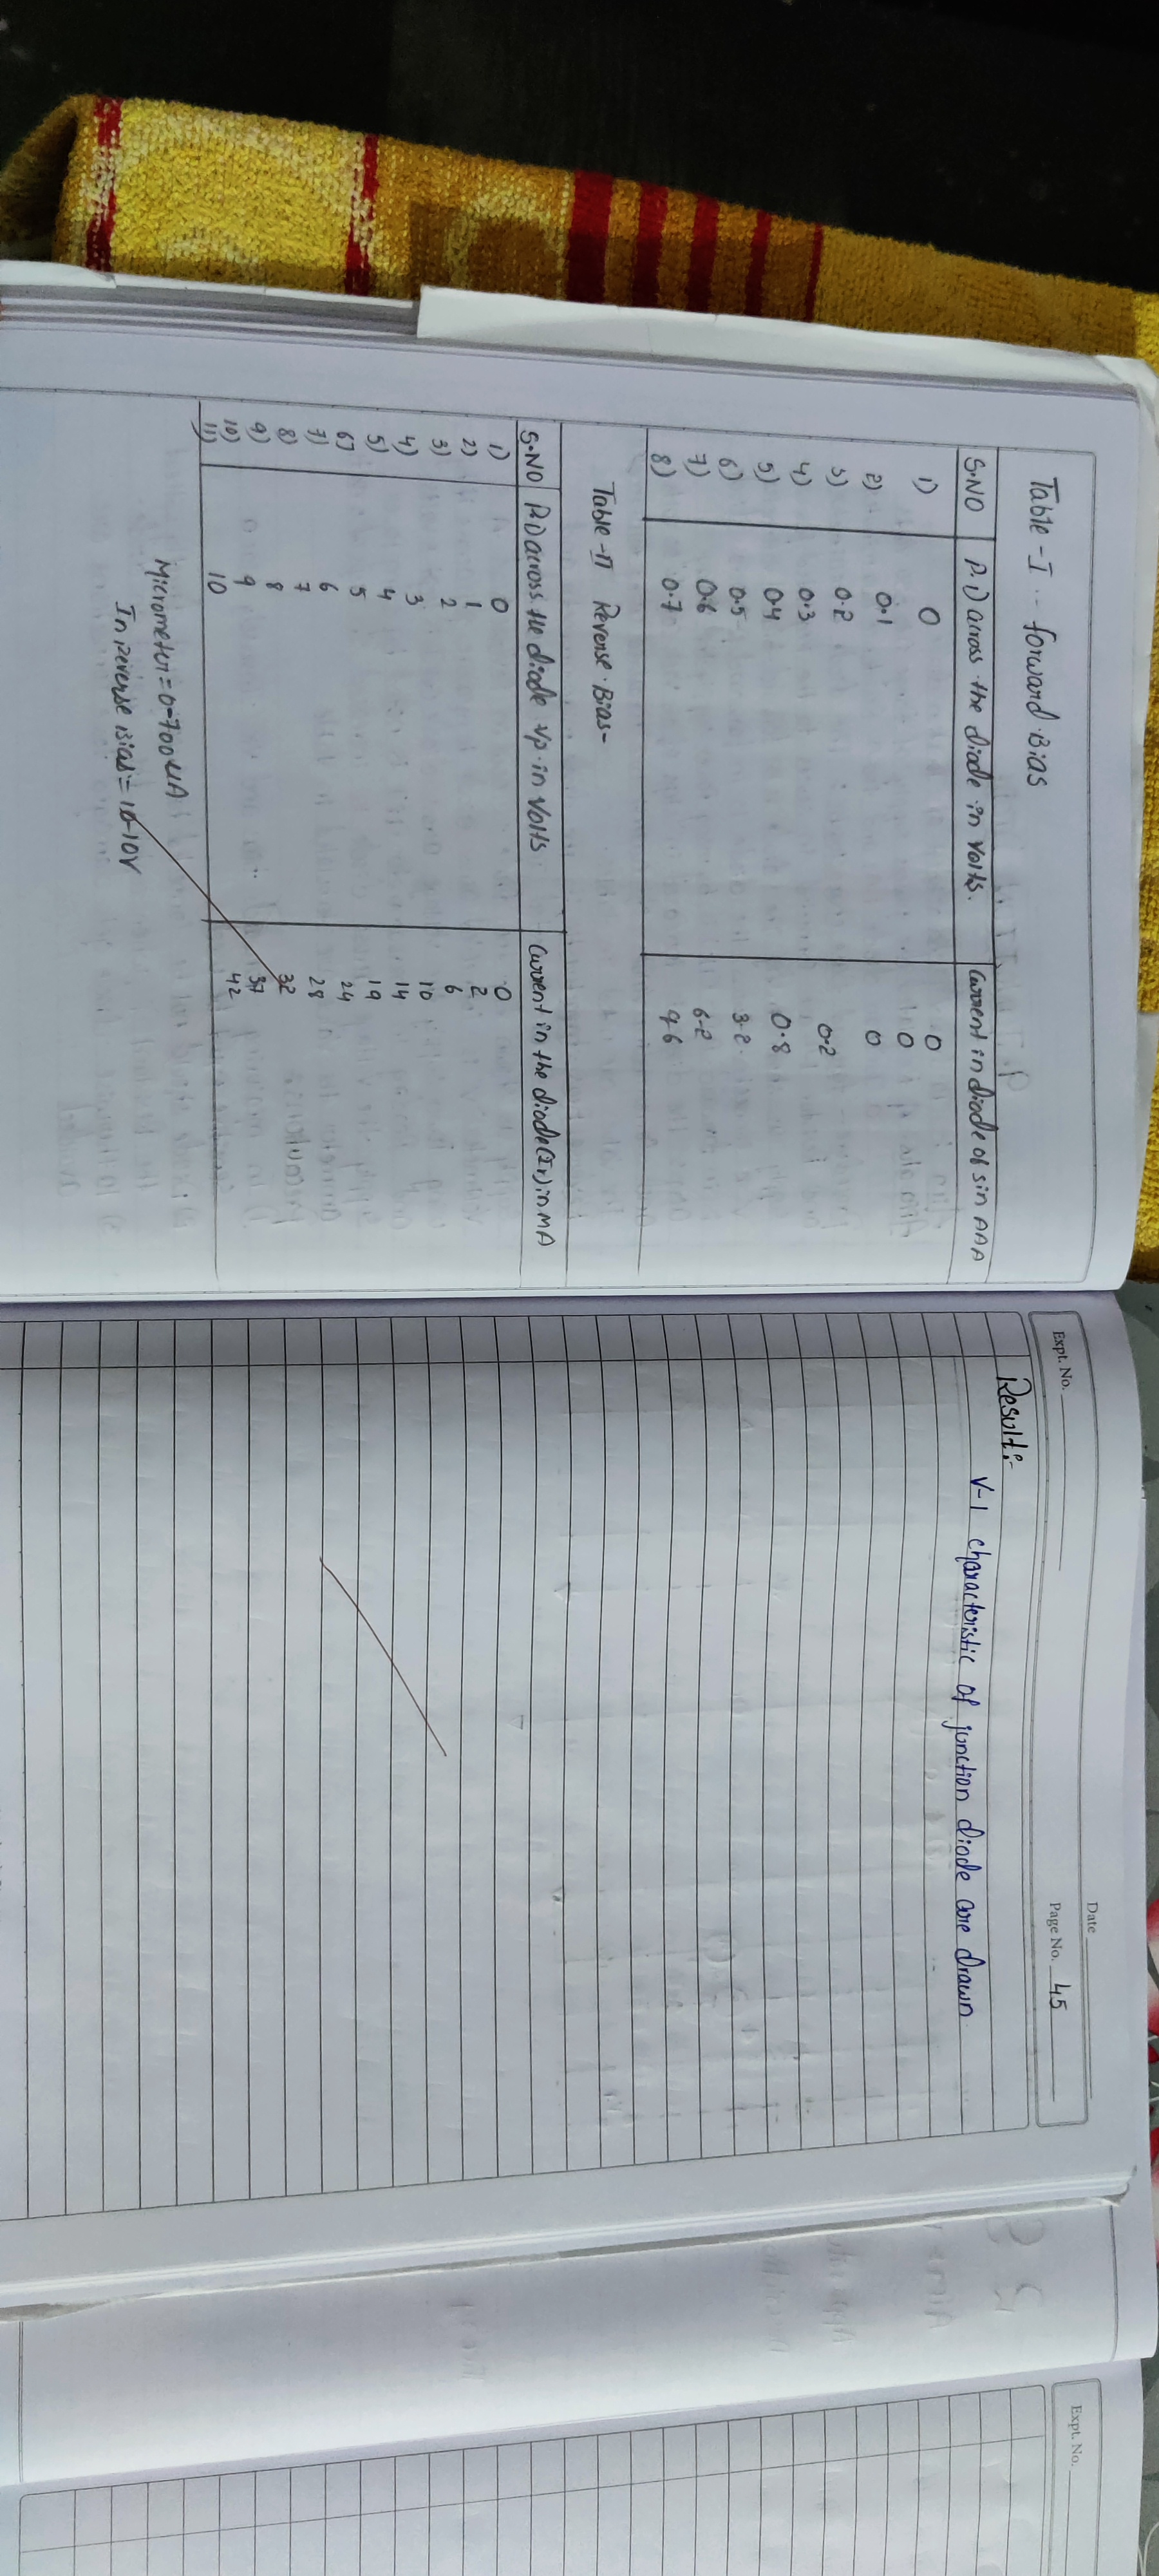 Table-I.. forward.Bias
S.NO P.D across the diode in volts. Current in diode of sin AAA
1) 0 0
2) 0.1 0
3) 0.2 0
4) 0.3 0.2
5) 0.4 0.8
6) 0.5 3.2
7) 0.6 6.2
8) 0.7 9.6
Table-II Reverse.Bias-
S.NO P.D across the diode Vp.in volts Current in the diode(Ir)in MA
1) 0 0
2) 1 2
3) 2 6
4) 3 10
5) 4 14
6) 5 19
7) 6 24
8) 7 28
9) 8 32
10) 9 37
11) 10 42
Micrometer=0-700uA
In reverse Bias= 10-10V
Expt. No.
Date
Page No. 45
Result:-
V-1 characteristic of junction diode are drawn.
Expt. No.